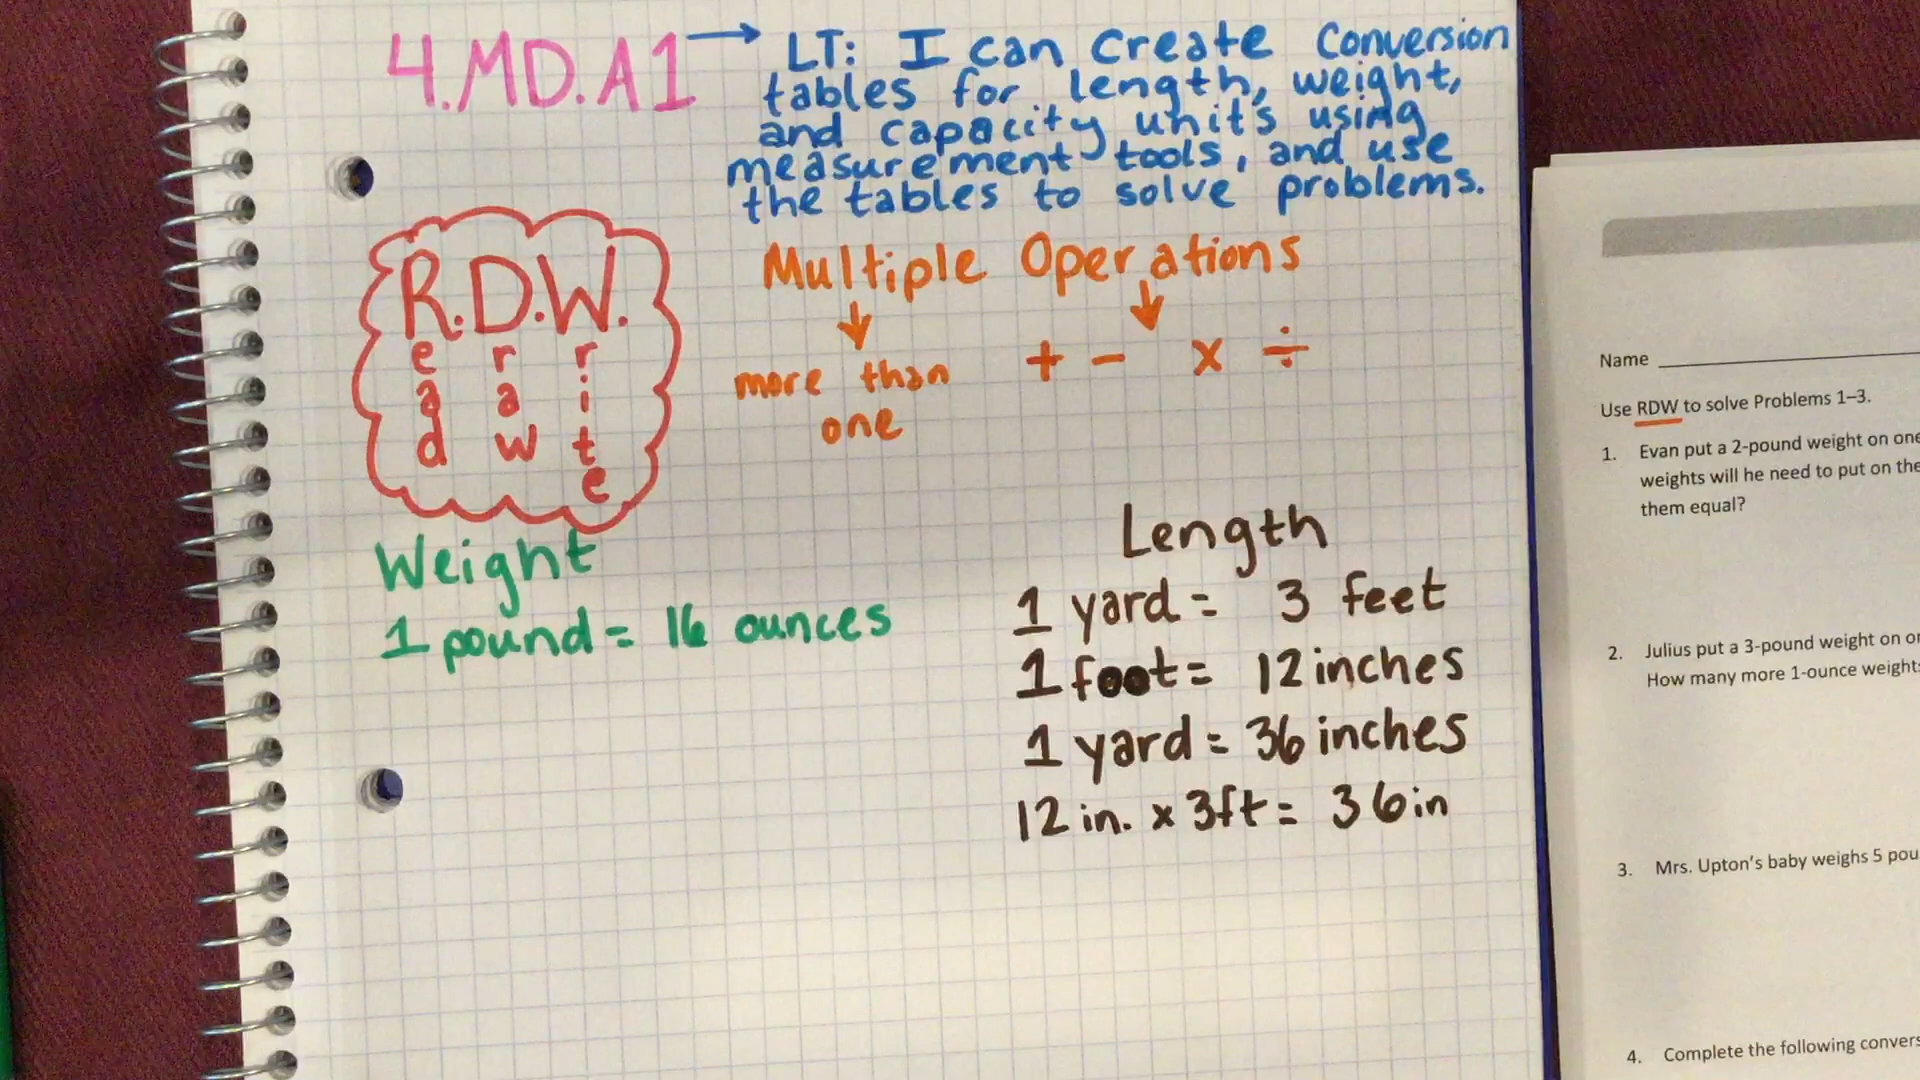 4.MD.A1 → LT: I can create conversion
tables for length, weight,
and capacity units using
measurement tools, and use
the tables to solve problems.
R.D.W.
Read
Draw
Write
Multiple Operations
more than
one
+ - x ÷
Weight
1 pound = 16 ounces
Length
1 yard = 3 feet
1 foot = 12 inches
1 yard = 36 inches
12 in. x 3ft = 36in
Name
Use RDW to solve Problems 1–3.
1. Evan put a 2-pound weight on one
weights will he need to put on the
them equal?
2. Julius put a 3-pound weight on
How many more 1-ounce weights
3. Mrs. Upton's baby weighs 5
4. Complete the following